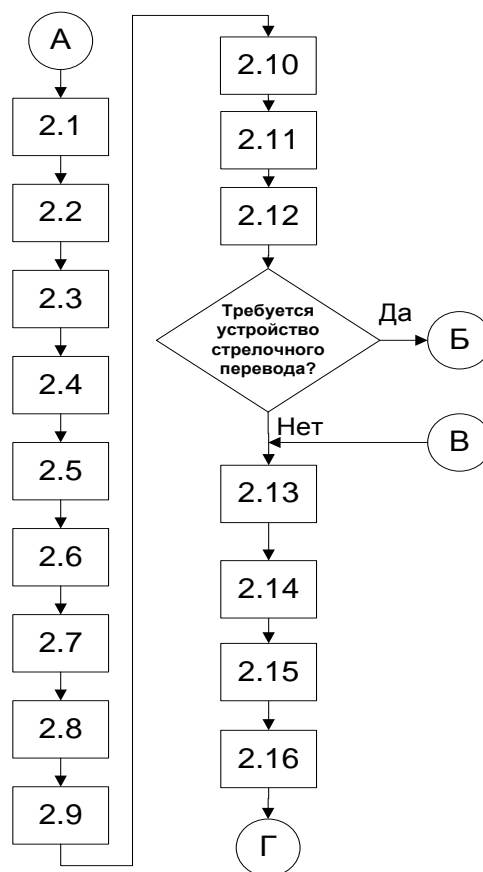 А
2.1
2.2
2.3
2.4
2.5
2.6
2.7
2.8
2.9
2.10
2.11
2.12
Требуется
устройство
стрелочного
перевода?
Да
Б
Нет
В
2.13
2.14
2.15
2.16
Г